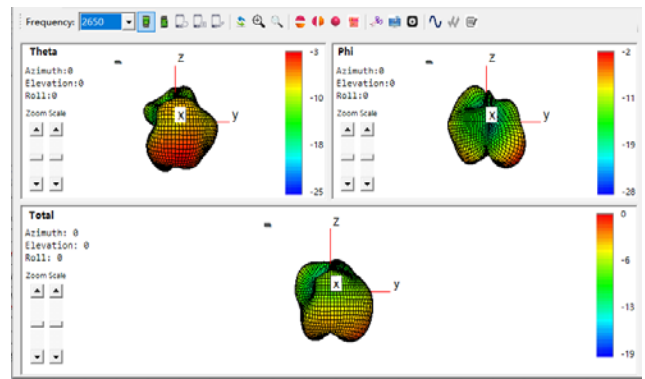 Frequency: 2650
Theta
Azimuth:0
Elevation:0
Roll:0
Zoom Scale
z
x
y
-3
-10
-18
-25
Phi
Azimuth:0
Elevation:0
Roll:0
Zoom Scale
z
x
y
-2
-11
-19
-28
Total
Azimuth: 0
Elevation: 0
Roll: 0
Zoom Scale
z
x
y
0
-6
-13
-19